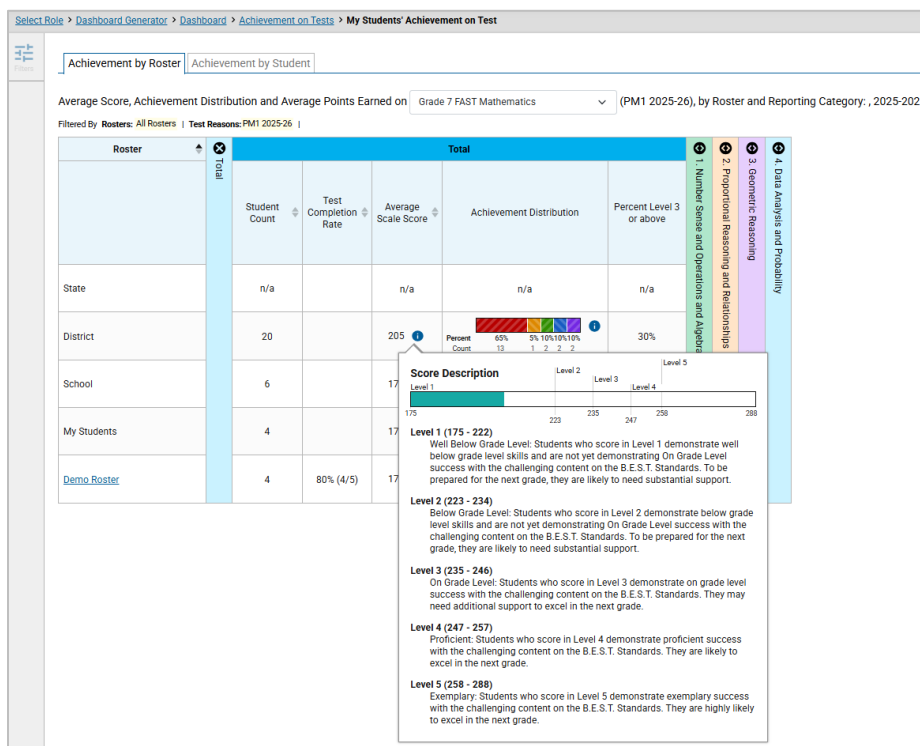 Select Role > Dashboard Generator > Dashboard > Achievement on Tests > My Students' Achievement on Test
Filters
Achievement by Roster
Achievement by Student
Average Score, Achievement Distribution and Average Points Earned on Grade 7 FAST Mathematics (PM1 2025-26), by Roster and Reporting Category: , 2025-202
Filtered By Rosters: All Rosters | Test Reasons: PM1 2025-26 |
Roster
Total
Total
1. Number Sense and Operations and Algebra
2. Proportional Reasoning and Relationships
3. Geometric Reasoning
4. Data Analysis and Probability
Student Count
Test Completion Rate
Average Scale Score
Achievement Distribution
Percent Level 3 or above
State n/a n/a n/a n/a
District 20 205 30%
Percent 65% 5% 10% 10% 10%
Count 13 1 2 2 2
School 6 17
My Students 4 17
Demo Roster 4 80% (4/5) 17
Score Description
Level 1 Level 2 Level 3 Level 4 Level 5
175 223 235 247 258 288
Level 1 (175 - 222)
Well Below Grade Level: Students who score in Level 1 demonstrate well
below grade level skills and are not yet demonstrating On Grade Level
success with the challenging content on the B.E.S.T. Standards. To be
prepared for the next grade, they are likely to need substantial support.
Level 2 (223 - 234)
Below Grade Level: Students who score in Level 2 demonstrate below grade
level skills and are not yet demonstrating On Grade Level success with the
challenging content on the B.E.S.T. Standards. To be prepared for the next
grade, they are likely to need substantial support.
Level 3 (235 - 246)
On Grade Level: Students who score in Level 3 demonstrate on grade level
success with the challenging content on the B.E.S.T. Standards. They may
need additional support to excel in the next grade.
Level 4 (247 - 257)
Proficient: Students who score in Level 4 demonstrate proficient success
with the challenging content on the B.E.S.T. Standards. They are likely to
excel in the next grade.
Level 5 (258 - 288)
Exemplary: Students who score in Level 5 demonstrate exemplary success
with the challenging content on the B.E.S.T. Standards. They are highly likely
to excel in the next grade.